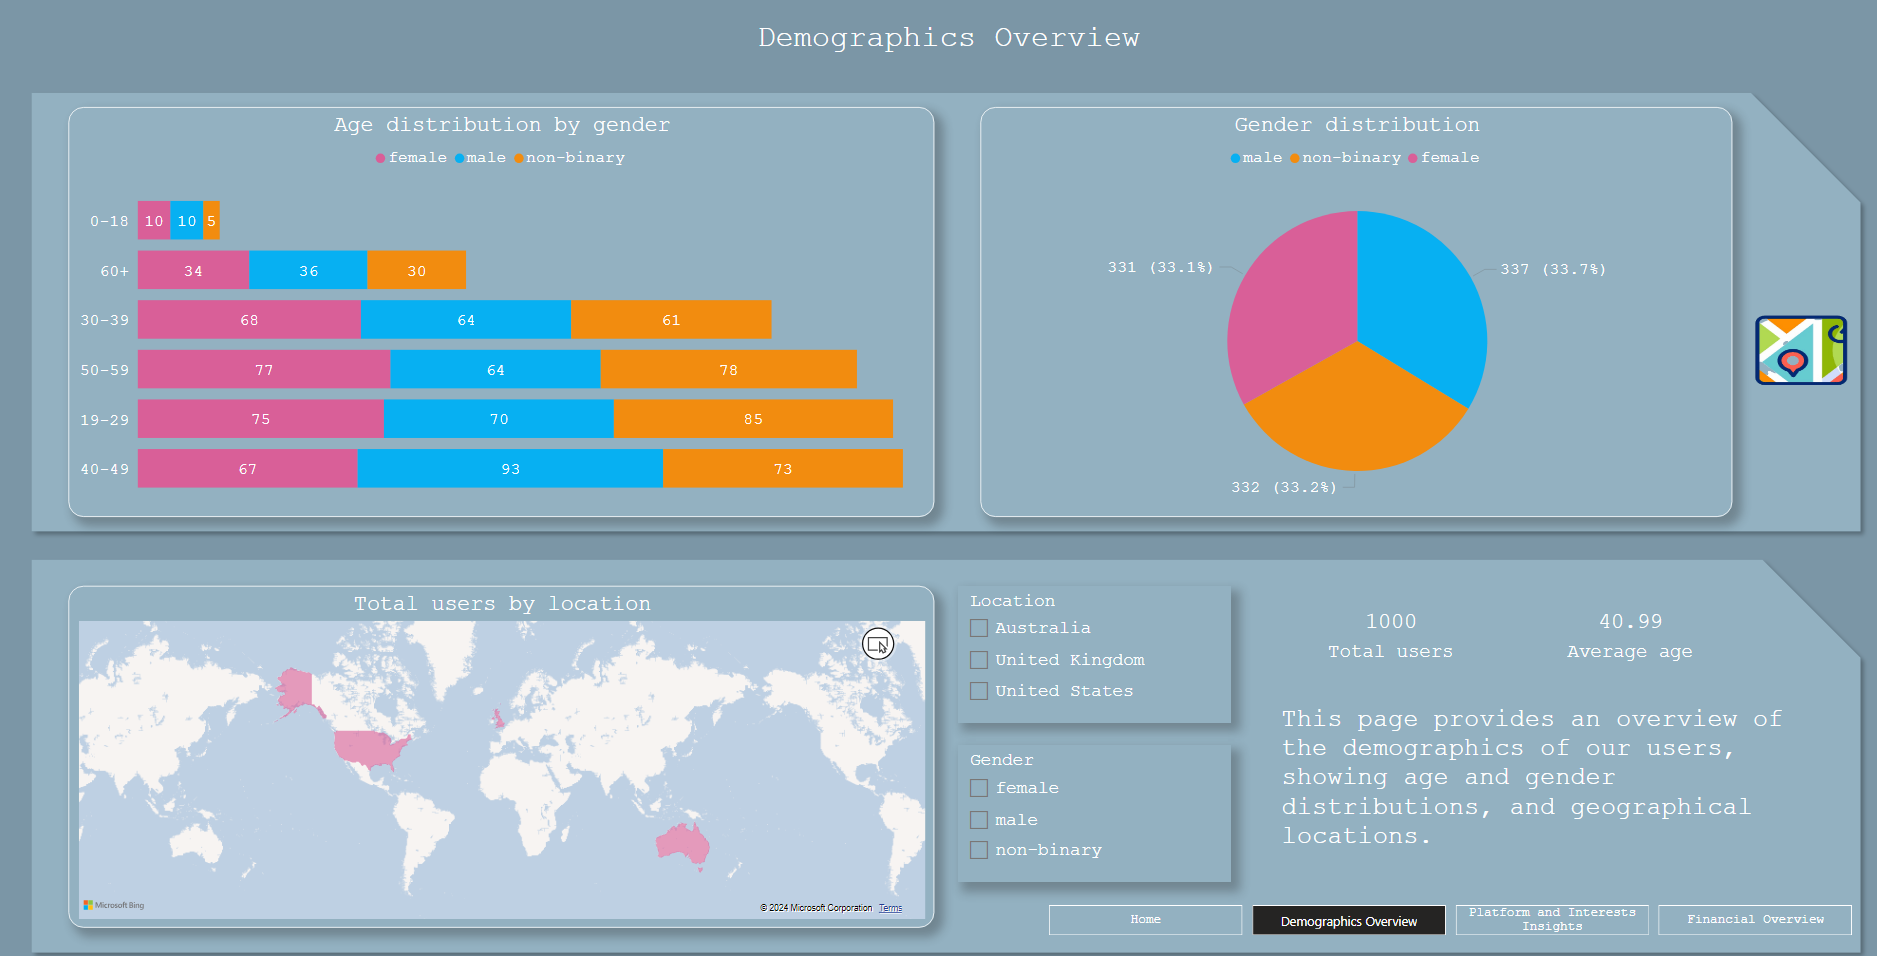 Demographics Overview
Age distribution by gender
female male non-binary
0-18 10 10 5
60+ 34 36 30
30-39 68 64 61
50-59 77 64 78
19-29 75 70 85
40-49 67 93 73
Gender distribution
male non-binary female
331 (33.1%)
337 (33.7%)
332 (33.2%)
Total users by location
Microsoft Bing
© 2024 Microsoft Corporation Terms
Location
Australia
United Kingdom
United States
Gender
female
male
non-binary
1000
Total users
40.99
Average age
This page provides an overview of
the demographics of our users,
showing age and gender
distributions, and geographical
locations.
Home
Demographics Overview
Platform and Interests
Insights
Financial Overview